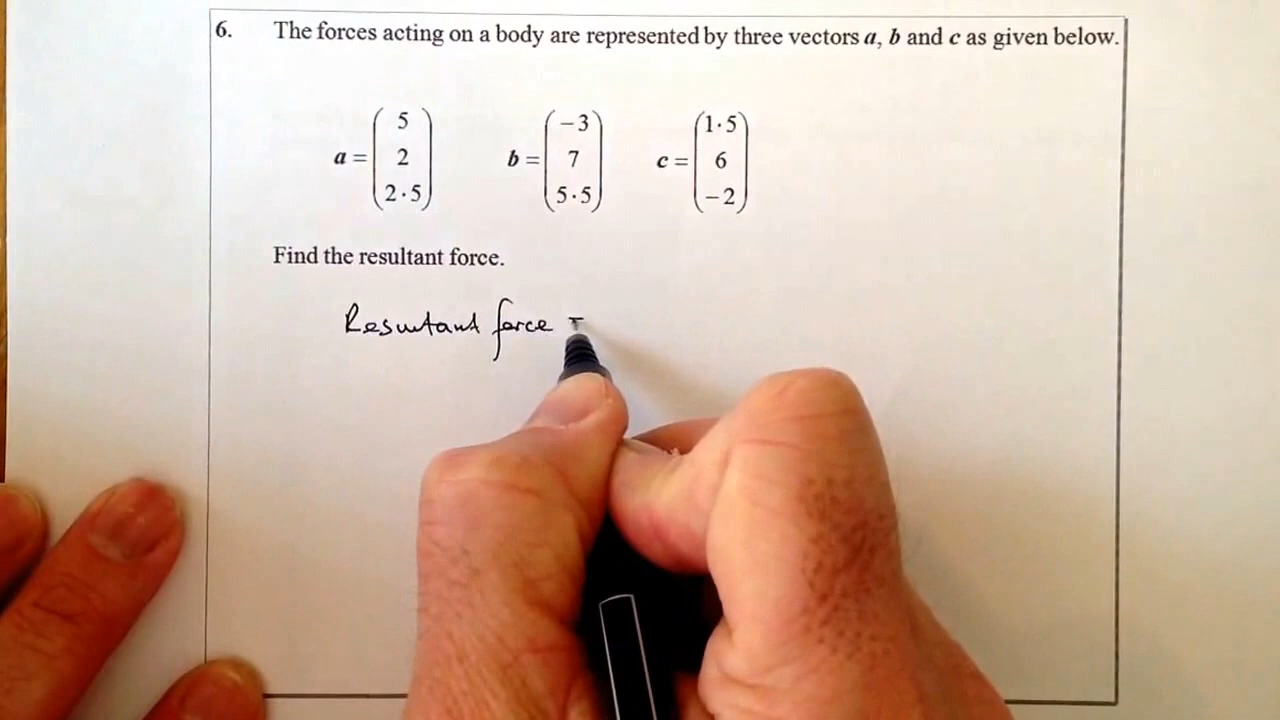 6. The forces acting on a body are represented by three vectors a, b and c as given below.
a = (5 2 2·5) b = (−3 7 5·5) c = (1·5 6 −2)
Find the resultant force.
Resultant force =